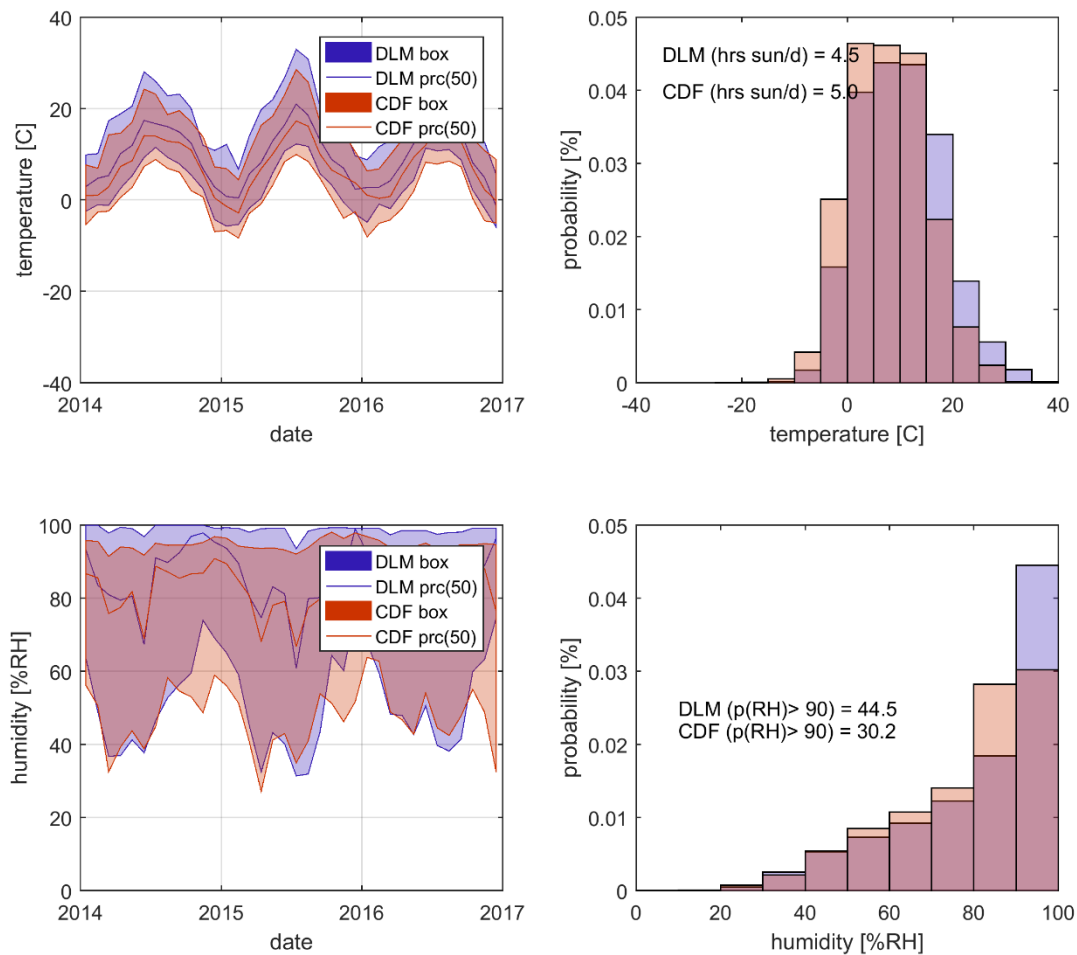 40
20
0
-20
-40
temperature [C]
2014
2015
2016
2017
date
DLM box
DLM prc(50)
CDF box
CDF prc(50)
0.05
0.04
0.03
0.02
0.01
0
probability [%]
DLM (hrs sun/d) = 4.5
CDF (hrs sun/d) = 5.0
-40
-20
0
20
40
temperature [C]
100
80
60
40
20
0
humidity [%RH]
2014
2015
2016
2017
date
DLM box
DLM prc(50)
CDF box
CDF prc(50)
0.05
0.04
0.03
0.02
0.01
0
probability [%]
DLM (p(RH)> 90) = 44.5
CDF (p(RH)> 90) = 30.2
0
20
40
60
80
100
humidity [%RH]